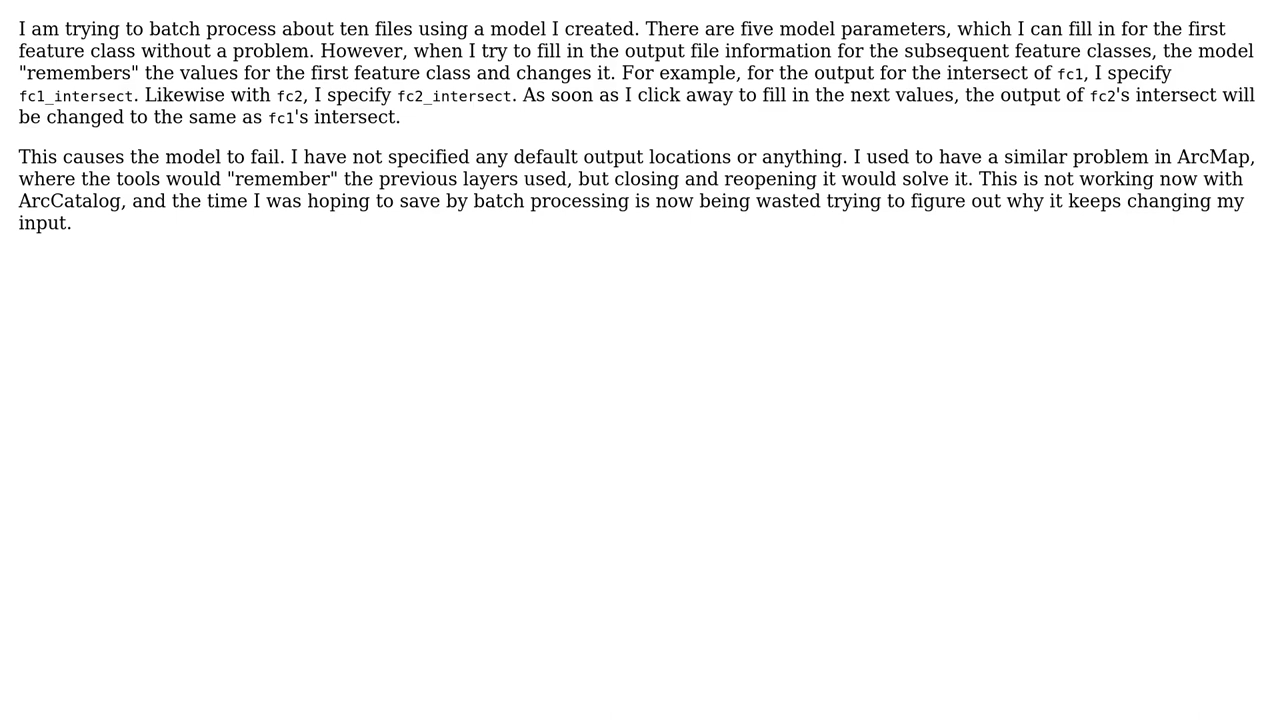 I am trying to batch process about ten files using a model I created. There are five model parameters, which I can fill in for the first
feature class without a problem. However, when I try to fill in the output file information for the subsequent feature classes, the model
"remembers" the values for the first feature class and changes it. For example, for the output for the intersect of fc1, I specify
fc1_intersect. Likewise with fc2, I specify fc2_intersect. As soon as I click away to fill in the next values, the output of fc2's intersect will
be changed to the same as fc1's intersect.
This causes the model to fail. I have not specified any default output locations or anything. I used to have a similar problem in ArcMap,
where the tools would "remember" the previous layers used, but closing and reopening it would solve it. This is not working now with
ArcCatalog, and the time I was hoping to save by batch processing is now being wasted trying to figure out why it keeps changing my
input.